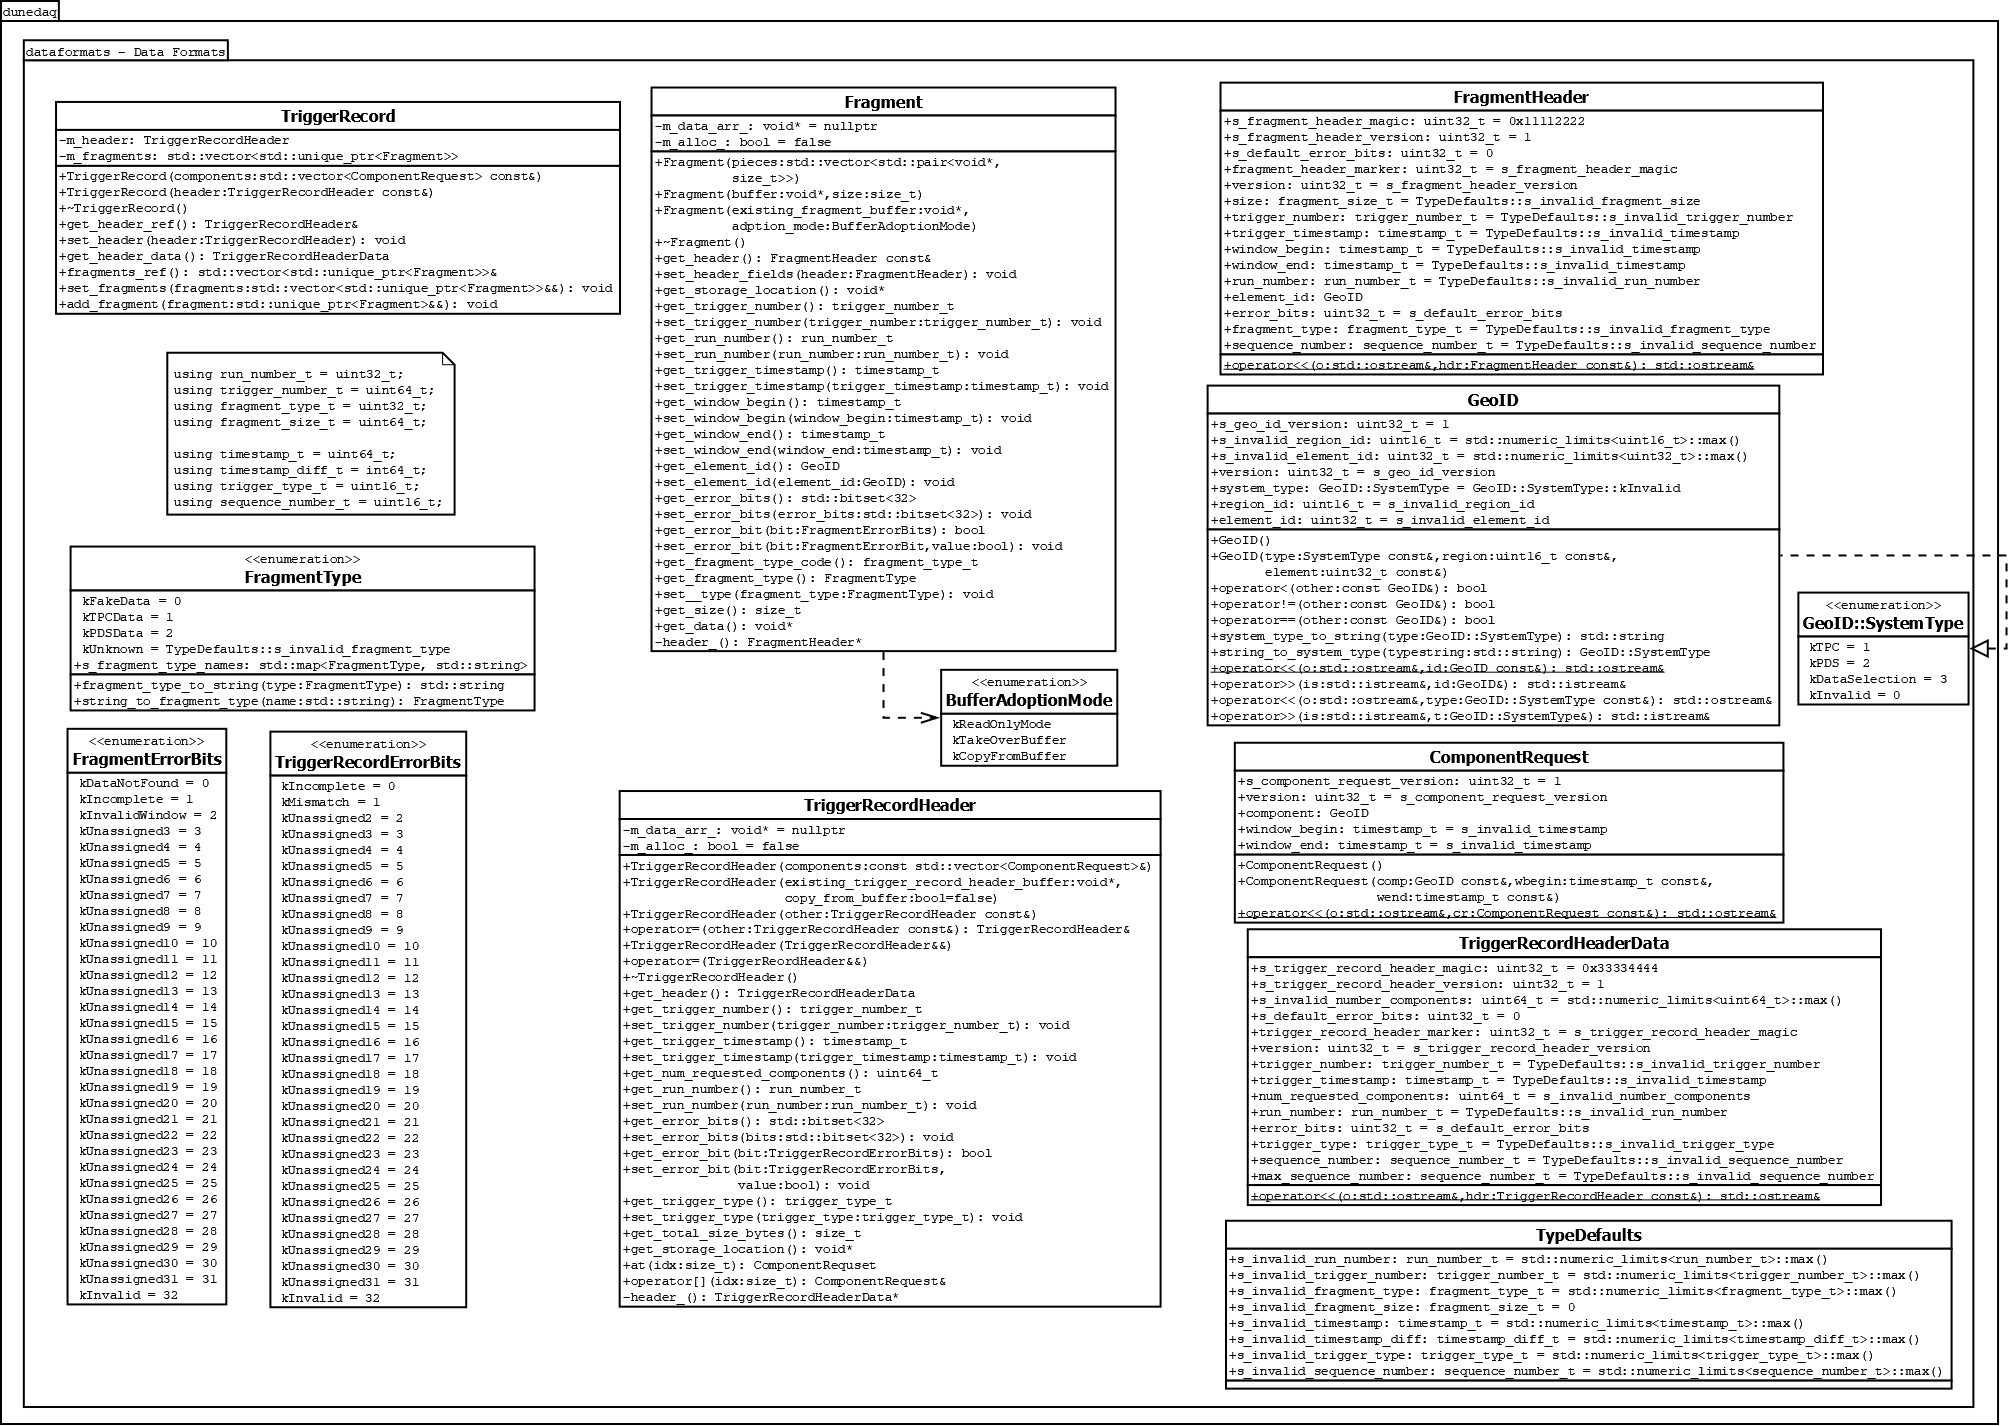 dunedaq
dataformats - Data Formats
TriggerRecord
-m_header: TriggerRecordHeader
-m_fragments: std::vector<std::unique_ptr<Fragment>>
+TriggerRecord(components:std::vector<ComponentRequest> const&)
+TriggerRecord(header:TriggerRecordHeader const&)
+~TriggerRecord()
+get_header_ref(): TriggerRecordHeader&
+set_header(header:TriggerRecordHeader): void
+get_header_data(): TriggerRecordHeaderData
+fragments_ref(): std::vector<std::unique_ptr<Fragment>>&
+set_fragments(fragments:std::vector<std::unique_ptr<Fragment>>&&): void
+add_fragment(fragment:std::unique_ptr<Fragment>&&): void
using run_number_t = uint32_t;
using trigger_number_t = uint64_t;
using fragment_type_t = uint32_t;
using fragment_size_t = uint64_t;
using timestamp_t = uint64_t;
using timestamp_diff_t = int64_t;
using trigger_type_t = uint16_t;
using sequence_number_t = uint16_t;
<<enumeration>>
FragmentType
kFakeData = 0
kTPCData = 1
kPDSData = 2
kUnknown = TypeDefaults::s_invalid_fragment_type
+s_fragment_type_names: std::map<FragmentType, std::string>
+fragment_type_to_string(type:FragmentType): std::string
+string_to_fragment_type(name:std::string): FragmentType
<<enumeration>>
FragmentErrorBits
kDataNotFound = 0
kIncomplete = 1
kInvalidWindow = 2
kUnassigned3 = 3
kUnassigned4 = 4
kUnassigned5 = 5
kUnassigned6 = 6
kUnassigned7 = 7
kUnassigned8 = 8
kUnassigned9 = 9
kUnassigned10 = 10
kUnassigned11 = 11
kUnassigned12 = 12
kUnassigned13 = 13
kUnassigned14 = 14
kUnassigned15 = 15
kUnassigned16 = 16
kUnassigned17 = 17
kUnassigned18 = 18
kUnassigned19 = 19
kUnassigned20 = 20
kUnassigned21 = 21
kUnassigned22 = 22
kUnassigned23 = 23
kUnassigned24 = 24
kUnassigned25 = 25
kUnassigned26 = 26
kUnassigned27 = 27
kUnassigned28 = 28
kUnassigned29 = 29
kUnassigned30 = 30
kUnassigned31 = 31
kInvalid = 32
<<enumeration>>
TriggerRecordErrorBits
kIncomplete = 0
kMismatch = 1
kUnassigned2 = 2
kUnassigned3 = 3
kUnassigned4 = 4
kUnassigned5 = 5
kUnassigned6 = 6
kUnassigned7 = 7
kUnassigned8 = 8
kUnassigned9 = 9
kUnassigned10 = 10
kUnassigned11 = 11
kUnassigned12 = 12
kUnassigned13 = 13
kUnassigned14 = 14
kUnassigned15 = 15
kUnassigned16 = 16
kUnassigned17 = 17
kUnassigned18 = 18
kUnassigned19 = 19
kUnassigned20 = 20
kUnassigned21 = 21
kUnassigned22 = 22
kUnassigned23 = 23
kUnassigned24 = 24
kUnassigned25 = 25
kUnassigned26 = 26
kUnassigned27 = 27
kUnassigned28 = 28
kUnassigned29 = 29
kUnassigned30 = 30
kUnassigned31 = 31
kInvalid = 32
Fragment
-m_data_arr_: void* = nullptr
-m_alloc_: bool = false
+Fragment(pieces:std::vector<std::pair<void*,
size_t>>)
+Fragment(buffer:void*,size:size_t)
+Fragment(existing_fragment_buffer:void*,
adption_mode:BufferAdoptionMode)
+~Fragment()
+get_header(): FragmentHeader const&
+set_header_fields(header:FragmentHeader): void
+get_storage_location(): void*
+get_trigger_number(): trigger_number_t
+set_trigger_number(trigger_number:trigger_number_t): void
+get_run_number(): run_number_t
+set_run_number(run_number:run_number_t): void
+get_trigger_timestamp(): timestamp_t
+set_trigger_timestamp(trigger_timestamp:timestamp_t): void
+get_window_begin(): timestamp_t
+set_window_begin(window_begin:timestamp_t): void
+get_window_end(): timestamp_t
+set_window_end(window_end:timestamp_t): void
+get_element_id(): GeoID
+set_element_id(element_id:GeoID): void
+get_error_bits(): std::bitset<32>
+set_error_bits(error_bits:std::bitset<32>): void
+get_error_bit(bit:FragmentErrorBits): bool
+set_error_bit(bit:FragmentErrorBit,value:bool): void
+get_fragment_type_code(): fragment_type_t
+get_fragment_type(): FragmentType
+set__type(fragment_type:FragmentType): void
+get_size(): size_t
+get_data(): void*
-header_(): FragmentHeader*
<<enumeration>>
BufferAdoptionMode
kReadOnlyMode
kTakeOverBuffer
kCopyFromBuffer
TriggerRecordHeader
-m_data_arr_: void* = nullptr
-m_alloc_: bool = false
+TriggerRecordHeader(components:const std::vector<ComponentRequest>&)
+TriggerRecordHeader(existing_trigger_record_header_buffer:void*,
copy_from_buffer:bool=false)
+TriggerRecordHeader(other:TriggerRecordHeader const&)
+operator=(other:TriggerRecordHeader const&): TriggerRecordHeader&
+TriggerRecordHeader(TriggerRecordHeader&&)
+operator=(TriggerReordHeader&&)
+~TriggerRecordHeader()
+get_header(): TriggerRecordHeaderData
+get_trigger_number(): trigger_number_t
+set_trigger_number(trigger_number:trigger_number_t): void
+get_trigger_timestamp(): timestamp_t
+set_trigger_timestamp(trigger_timestamp:timestamp_t): void
+get_num_requested_components(): uint64_t
+get_run_number(): run_number_t
+set_run_number(run_number:run_number_t): void
+get_error_bits(): std::bitset<32>
+set_error_bits(bits:std::bitset<32>): void
+get_error_bit(bit:TriggerRecordErrorBits): bool
+set_error_bit(bit:TriggerRecordErrorBits,
value:bool): void
+get_trigger_type(): trigger_type_t
+set_trigger_type(trigger_type:trigger_type_t): void
+get_total_size_bytes(): size_t
+get_storage_location(): void*
+at(idx:size_t): ComponentRequset
+operator[](idx:size_t): ComponentRequest&
-header_(): TriggerRecordHeaderData*
FragmentHeader
+s_fragment_header_magic: uint32_t = 0x11112222
+s_fragment_header_version: uint32_t = 1
+s_default_error_bits: uint32_t = 0
+fragment_header_marker: uint32_t = s_fragment_header_magic
+version: uint32_t = s_fragment_header_version
+size: fragment_size_t = TypeDefaults::s_invalid_fragment_size
+trigger_number: trigger_number_t = TypeDefaults::s_invalid_trigger_number
+trigger_timestamp: timestamp_t = TypeDefaults::s_invalid_timestamp
+window_begin: timestamp_t = TypeDefaults::s_invalid_timestamp
+window_end: timestamp_t = TypeDefaults::s_invalid_timestamp
+run_number: run_number_t = TypeDefaults::s_invalid_run_number
+element_id: GeoID
+error_bits: uint32_t = s_default_error_bits
+fragment_type: fragment_type_t = TypeDefaults::s_invalid_fragment_type
+sequence_number: sequence_number_t = TypeDefaults::s_invalid_sequence_number
+operator<<(o:std::ostream&,hdr:FragmentHeader const&): std::ostream&
GeoID
+s_geo_id_version: uint32_t = 1
+s_invalid_region_id: uint16_t = std::numeric_limits<uint16_t>::max()
+s_invalid_element_id: uint32_t = std::numeric_limits<uint32_t>::max()
+version: uint32_t = s_geo_id_version
+system_type: GeoID::SystemType = GeoID::SystemType::kInvalid
+region_id: uint16_t = s_invalid_region_id
+element_id: uint32_t = s_invalid_element_id
+GeoID()
+GeoID(type:SystemType const&,region:uint16_t const&,
element:uint32_t const&)
+operator<(other:const GeoID&): bool
+operator!=(other:const GeoID&): bool
+operator==(other:const GeoID&): bool
+system_type_to_string(type:GeoID::SystemType): std::string
+string_to_system_type(typestring:std::string): GeoID::SystemType
+operator<<(o:std::ostream&,id:GeoID const&): std::ostream&
+operator>>(is:std::istream&,id:GeoID&): std::istream&
+operator<<(o:std::ostream&,type:GeoID::SystemType const&): std::ostream&
+operator>>(is:std::istream&,t:GeoID::SystemType&): std::istream&
<<enumeration>>
GeoID::SystemType
kTPC = 1
kPDS = 2
kDataSelection = 3
kInvalid = 0
ComponentRequest
+s_component_request_version: uint32_t = 1
+version: uint32_t = s_component_request_version
+component: GeoID
+window_begin: timestamp_t = s_invalid_timestamp
+window_end: timestamp_t = s_invalid_timestamp
+ComponentRequest()
+ComponentRequest(comp:GeoID const&,wbegin:timestamp_t const&,
wend:timestamp_t const&)
+operator<<(o:std::ostream&,cr:ComponentRequest const&): std::ostream&
TriggerRecordHeaderData
+s_trigger_record_header_magic: uint32_t = 0x33334444
+s_trigger_record_header_version: uint32_t = 1
+s_invalid_number_components: uint64_t = std::numeric_limits<uint64_t>::max()
+s_default_error_bits: uint32_t = 0
+trigger_record_header_marker: uint32_t = s_trigger_record_header_magic
+version: uint32_t = s_trigger_record_header_version
+trigger_number: trigger_number_t = TypeDefaults::s_invalid_trigger_number
+trigger_timestamp: timestamp_t = TypeDefaults::s_invalid_timestamp
+num_requested_components: uint64_t = s_invalid_number_components
+run_number: run_number_t = TypeDefaults::s_invalid_run_number
+error_bits: uint32_t = s_default_error_bits
+trigger_type: trigger_type_t = TypeDefaults::s_invalid_trigger_type
+sequence_number: sequence_number_t = TypeDefaults::s_invalid_sequence_number
+max_sequence_number: sequence_number_t = TypeDefaults::s_invalid_sequence_number
+operator<<(o:std::ostream&,hdr:TriggerRecordHeader const&): std::ostream&
TypeDefaults
+s_invalid_run_number: run_number_t = std::numeric_limits<run_number_t>::max()
+s_invalid_trigger_number: trigger_number_t = std::numeric_limits<trigger_number_t>::max()
+s_invalid_fragment_type: fragment_type_t = std::numeric_limits<fragment_type_t>::max()
+s_invalid_fragment_size: fragment_size_t = 0
+s_invalid_timestamp: timestamp_t = std::numeric_limits<timestamp_t>::max()
+s_invalid_timestamp_diff: timestamp_diff_t = std::numeric_limits<timestamp_diff_t>::max()
+s_invalid_trigger_type: trigger_type_t = std::numeric_limits<trigger_type_t>::max()
+s_invalid_sequence_number: sequence_number_t = std::numeric_limits<sequence_number_t>::max()